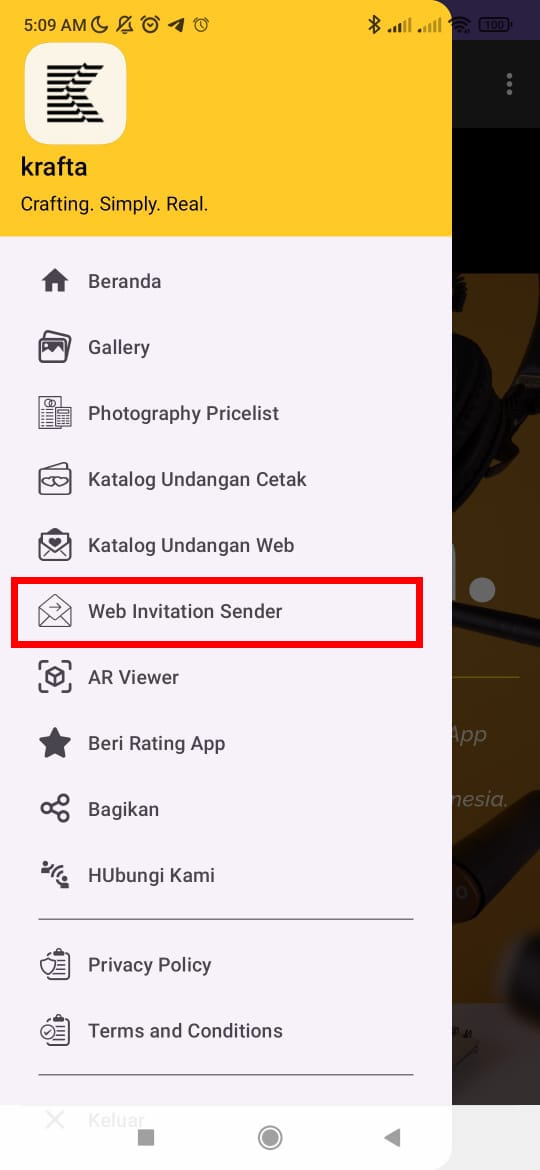 5:09 AM
100
krafta
Crafting. Simply. Real.
Beranda
Gallery
Photography Pricelist
Katalog Undangan Cetak
Katalog Undangan Web
Web Invitation Sender
AR Viewer
Beri Rating App
App
Bagikan
nesia.
HUbungi Kami
Privacy Policy
Terms and Conditions
Keluar